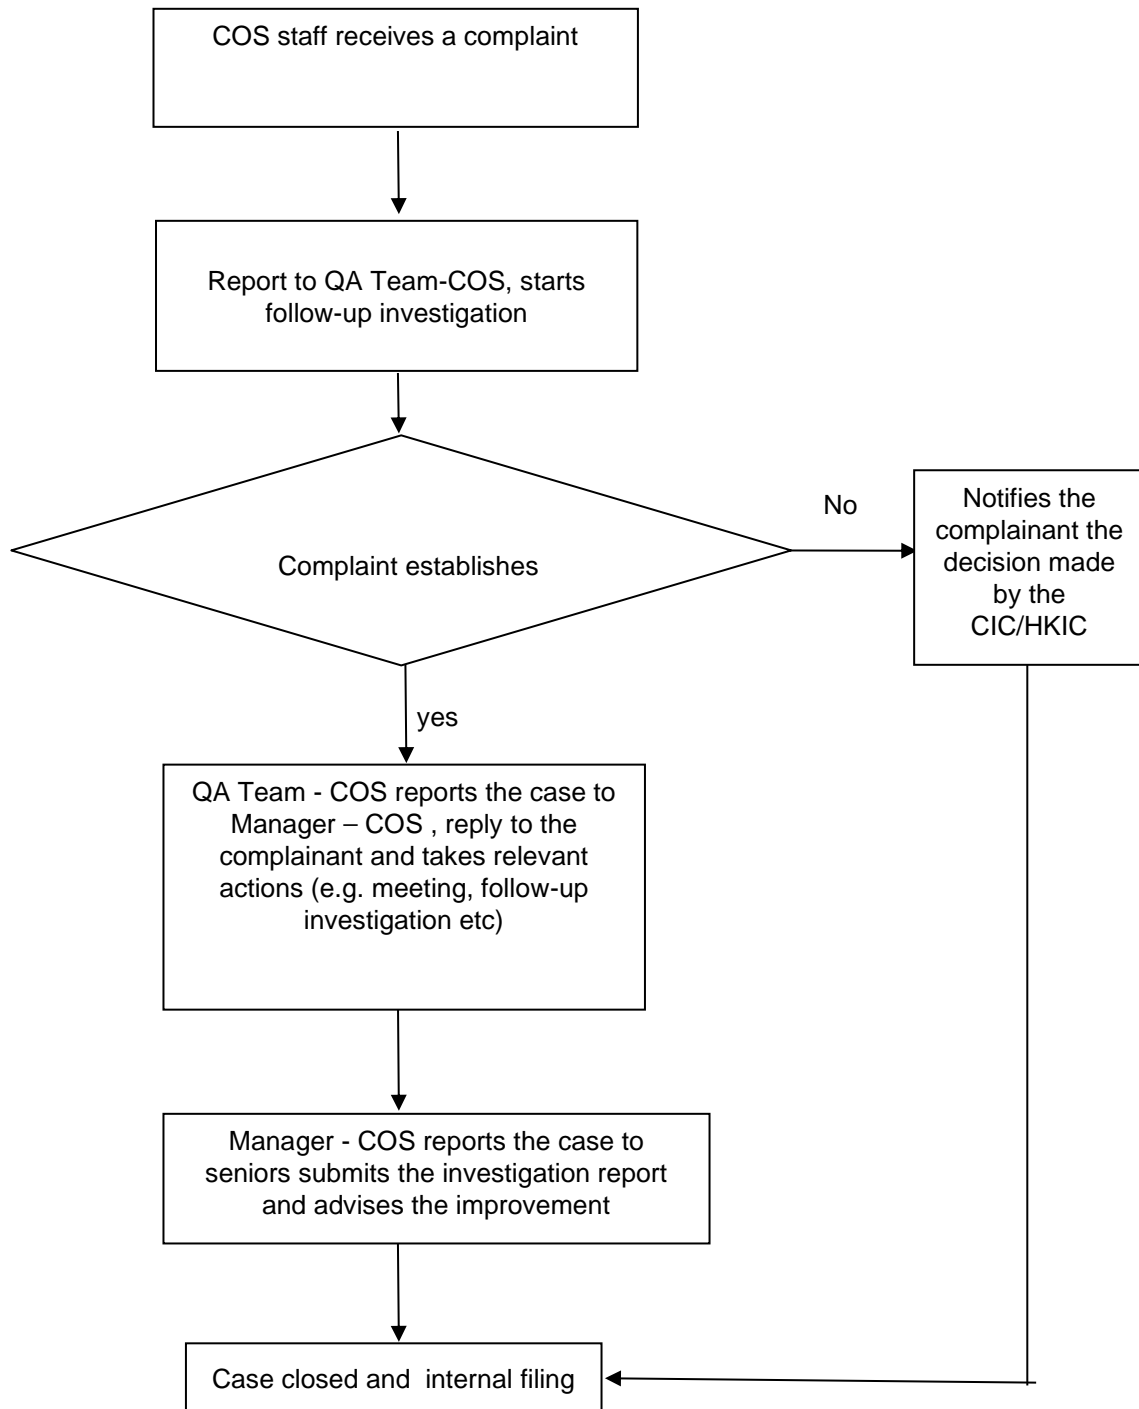 COS staff receives a complaint
Report to QA Team-COS, starts
follow-up investigation
Complaint establishes
No
Notifies the
complainant the
decision made
by the
CIC/HKIC
yes
QA Team - COS reports the case to
Manager – COS , reply to the
complainant and takes relevant
actions (e.g. meeting, follow-up
investigation etc)
Manager - COS reports the case to
seniors submits the investigation report
and advises the improvement
Case closed and  internal filing